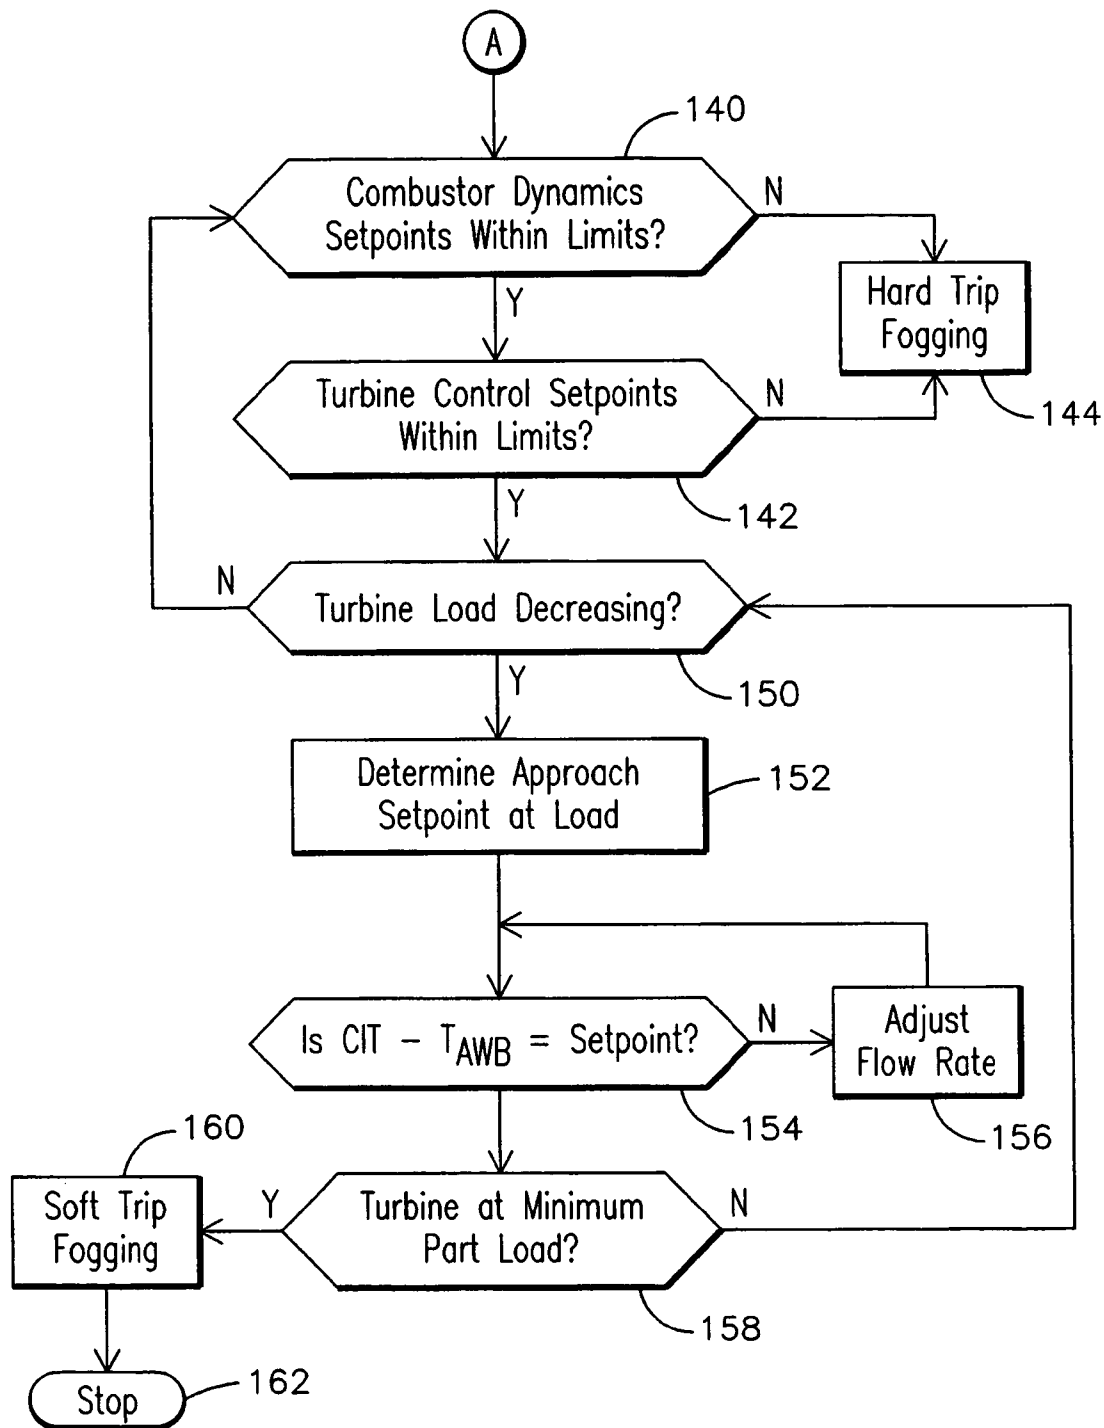 A
140
Combustor Dynamics
Setpoints Within Limits?
N
Y
Hard Trip
Fogging
144
Turbine Control Setpoints
Within Limits?
N
142
Y
N
Turbine Load Decreasing?
150
Y
Determine Approach
Setpoint at Load
152
Is CIT – TAWB = Setpoint?
N
154
Adjust
Flow Rate
156
160
Soft Trip
Fogging
Y
Turbine at Minimum
Part Load?
N
158
Stop
162